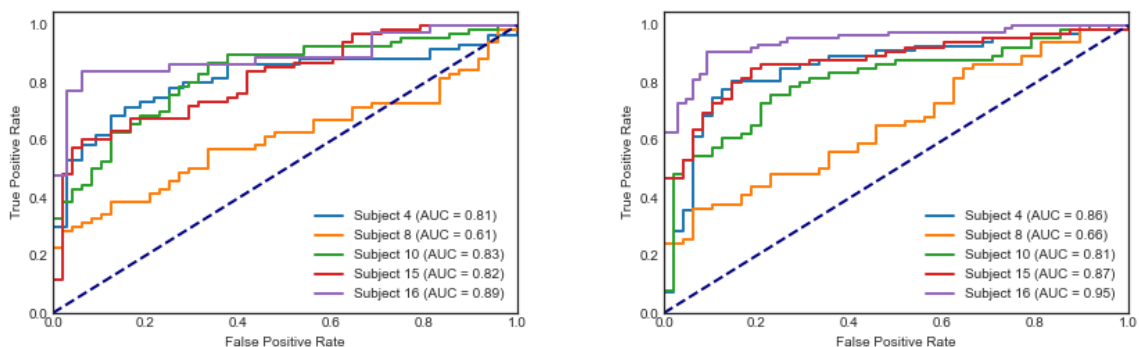 1.0
0.8
0.6
0.4
0.2
0.0
True Positive Rate
0.0 0.2 0.4 0.6 0.8 1.0
False Positive Rate
Subject 4 (AUC = 0.81)
Subject 8 (AUC = 0.61)
Subject 10 (AUC = 0.83)
Subject 15 (AUC = 0.82)
Subject 16 (AUC = 0.89)
1.0
0.8
0.6
0.4
0.2
0.0
True Positive Rate
0.0 0.2 0.4 0.6 0.8 1.0
False Positive Rate
Subject 4 (AUC = 0.86)
Subject 8 (AUC = 0.66)
Subject 10 (AUC = 0.81)
Subject 15 (AUC = 0.87)
Subject 16 (AUC = 0.95)